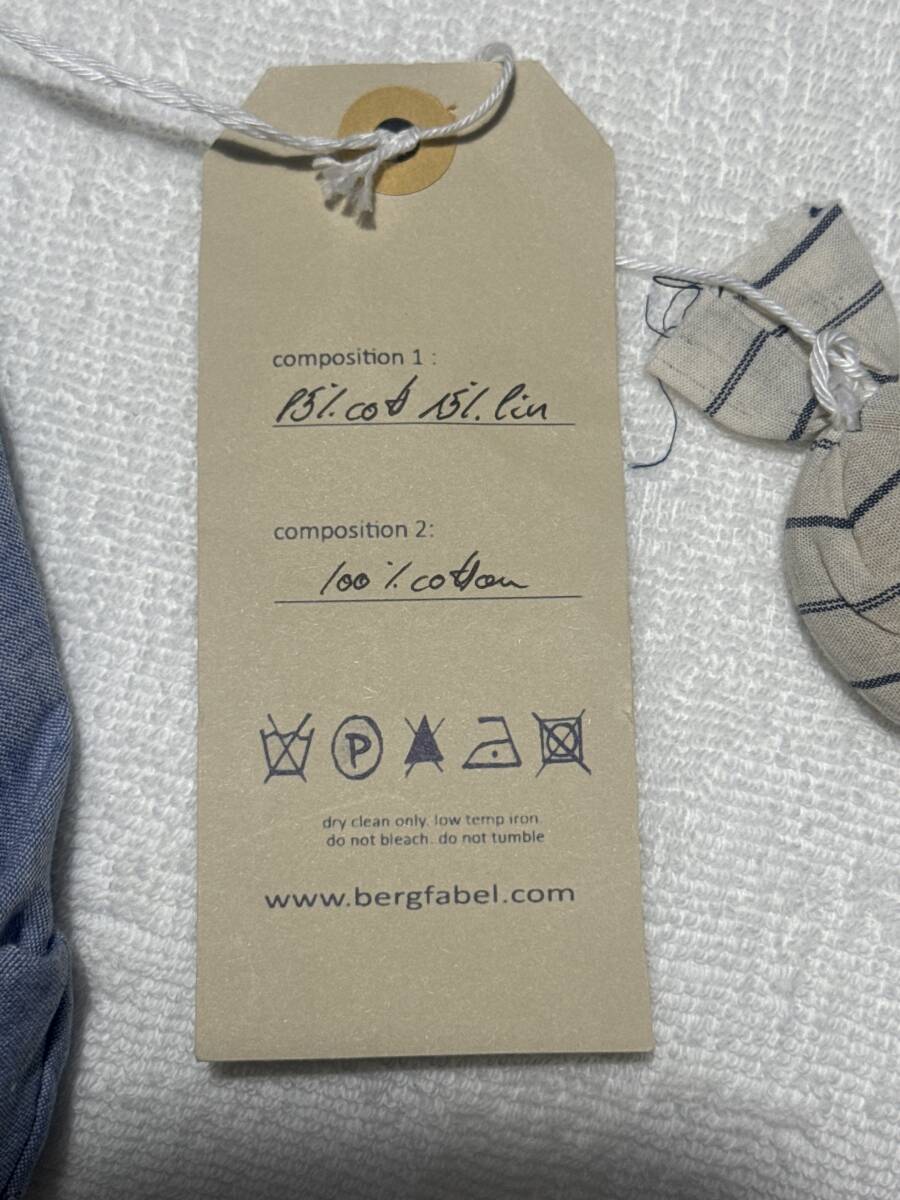 composition 1 :
85% cot 15% lin
composition 2:
100 % cotton
P
dry clean only. low temp iron.
do not bleach. do not tumble
www.bergfabel.com